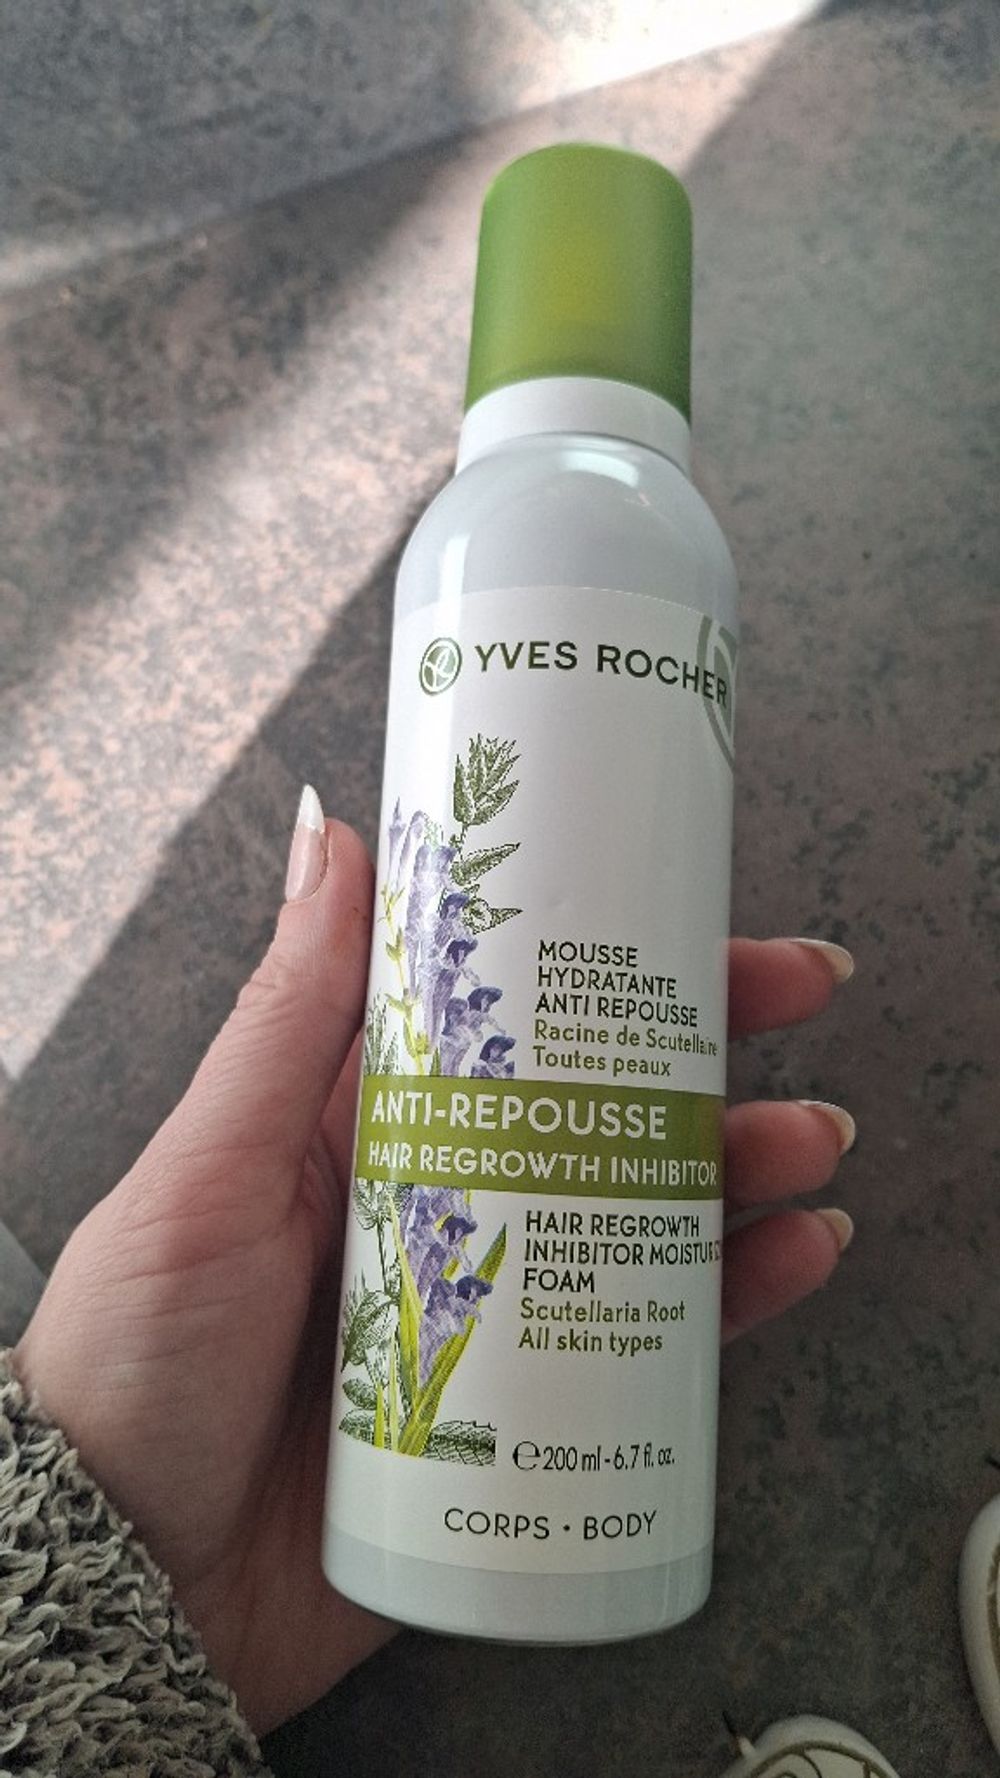 YVES ROCHER
MOUSSE
HYDRATANTE
ANTI REPOUSSE
Racine de Scutellaire
Toutes peaux
ANTI-REPOUSSE
HAIR REGROWTH INHIBITOR
HAIR REGROWTH
INHIBITOR
FOAM
Scutellaria Root
All skin types
℮200 ml - 6.7 fl. oz.
CORPS • BODY